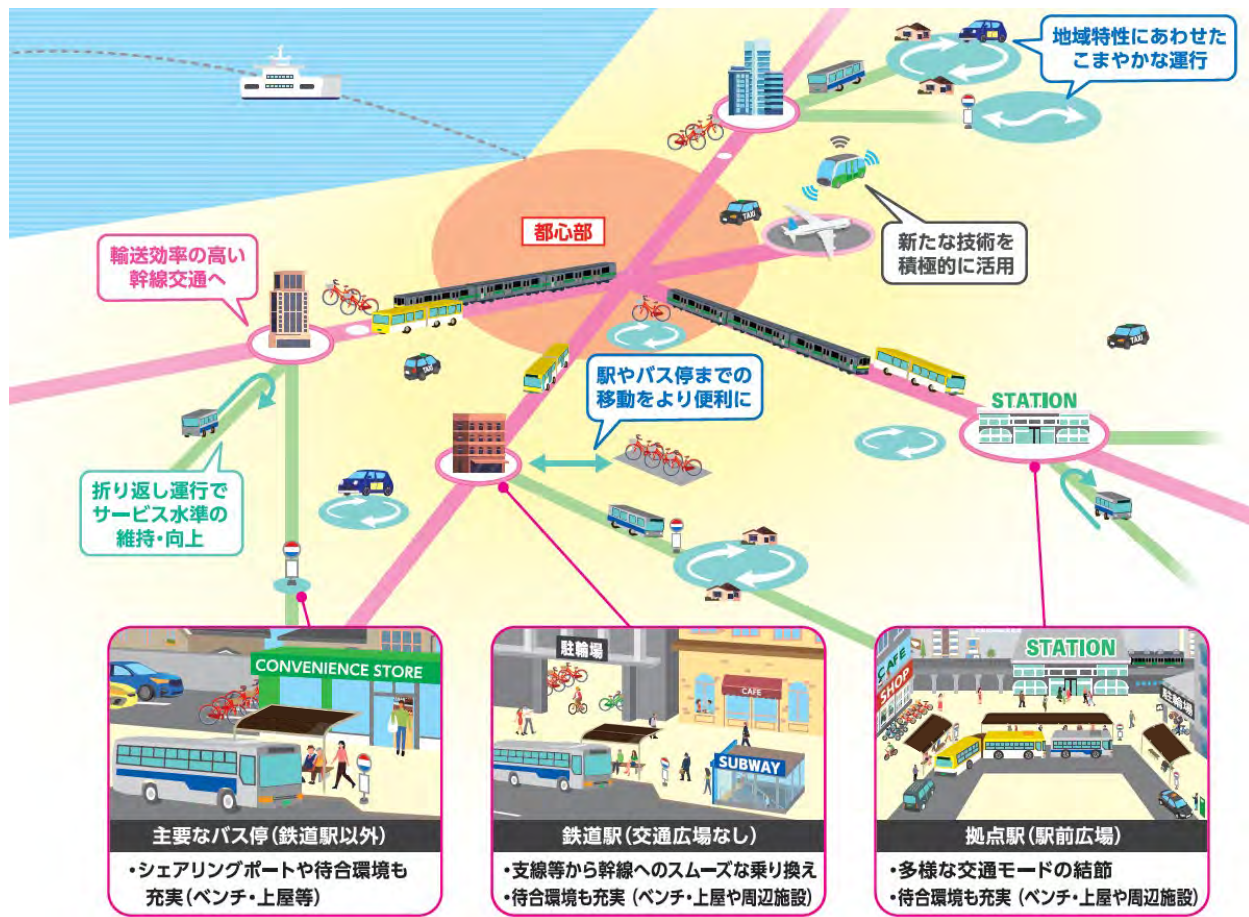 地域特性にあわせた
こまやかな運行
都心部
TAXI
新たな技術を
積極的に活用
輸送効率の高い
幹線交通へ
TAXI
TAXI
駅やバス停までの
移動をより便利に
STATION
折り返し運行で
サービス水準の
維持・向上
CONVENIENCE STORE
主要なバス停(鉄道駅以外)
・シェアリングポートや待合環境も
充実(ベンチ・上屋等)
駐輪場
CAFE
SUBWAY
鉄道駅(交通広場なし)
・支線等から幹線へのスムーズな乗り換え
・待合環境も充実(ベンチ・上屋や周辺施設)
STATION
CAFE
SHOP
駐輪場
拠点駅(駅前広場)
・多様な交通モードの結節
・待合環境も充実(ベンチ・上屋や周辺施設)